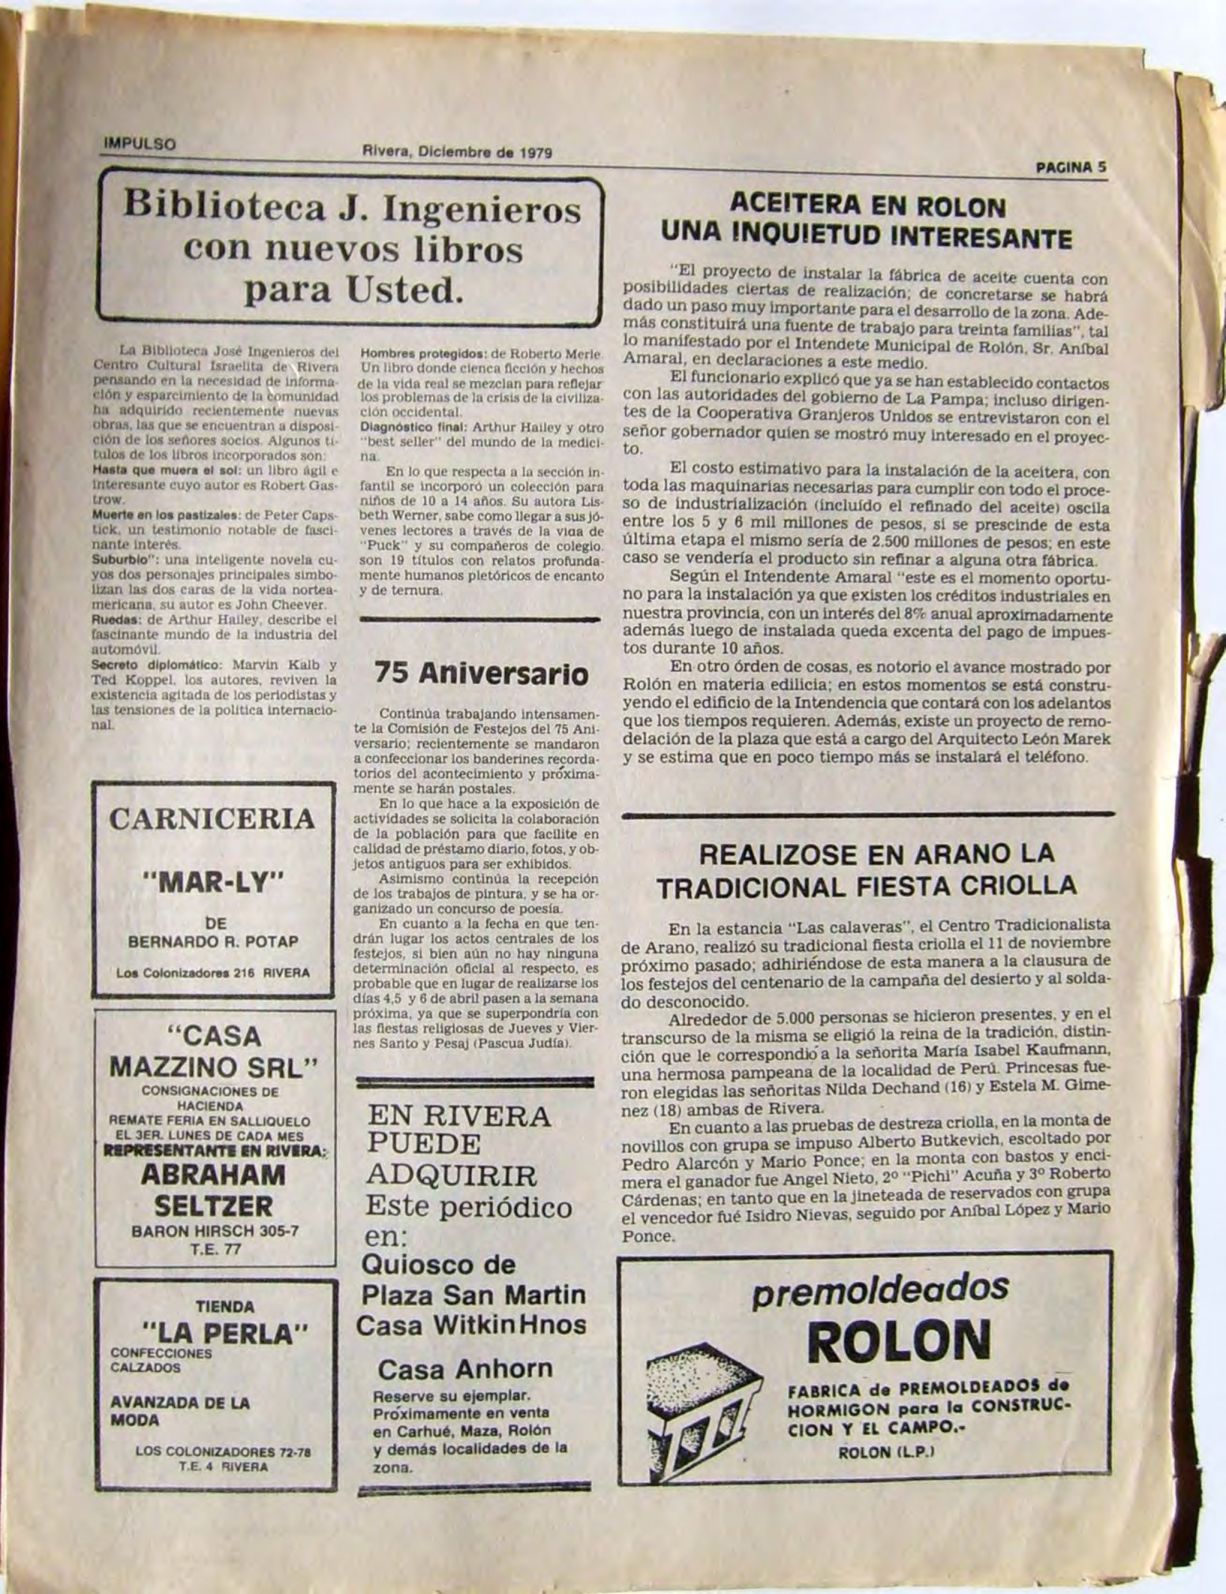 IMPULSO
Rivera, Diciembre de 1979
PAGINA 5
Biblioteca J. Ingenieros
con nuevos libros
para Usted.
La Biblioteca José Ingenieros del
Centro Cultural Israelita de Rivera
pensando en la necesidad de informa-
ción y esparcimiento de la comunidad
ha adquirido recientemente nuevas
obras, las que se encuentran a disposi-
ción de los señores socios. Algunos tí-
tulos de los libros incorporados son:
Hasta que muera el sol: un libro ágil e
interesante cuyo autor es Robert Gas-
trow.
Muerte en los pastizales: de Peter Caps-
tick, un testimonio notable de fasci-
nante interés.
Suburbio": una inteligente novela cu-
yos dos personajes principales simbo-
lizan las dos caras de la vida nortea-
mericana, su autor es John Cheever.
Ruedas: de Arthur Hailey, describe el
fascinante mundo de la industria del
automóvil.
Secreto diplomático: Marvin Kalb y
Ted Koppel, los autores, reviven la
existencia agitada de los periodistas y
las tensiones de la política internacio-
nal.
Hombres protegidos: de Roberto Merle.
Un libro donde cienca ficción y hechos
de la vida real se mezclan para reflejar
los problemas de la crisis de la civiliza-
ción occidental.
Diagnóstico final: Arthur Hailey y otro
"best seller" del mundo de la medici-
na.
En lo que respecta a la sección in-
fantil se incorporó un colección para
niños de 10 a 14 años. Su autora Lis-
beth Werner, sabe como llegar a sus jó-
venes lectores a través de la vida de
"Puck" y su compañeros de colegio.
son 19 títulos con relatos profunda-
mente humanos pletóricos de encanto
y de ternura.
75 Aniversario
Continúa trabajando intensamen-
te la Comisión de Festejos del 75 Ani-
versario; recientemente se mandaron
a confeccionar los banderines recorda-
torios del acontecimiento y próxima-
mente se harán postales.
En lo que hace a la exposición de
actividades se solicita la colaboración
de la población para que facilite en
calidad de préstamo diario, fotos, y ob-
jetos antiguos para ser exhibidos.
Asimismo continúa la recepción
de los trabajos de pintura, y se ha or-
ganizado un concurso de poesía.
En cuanto a la fecha en que ten-
drán lugar los actos centrales de los
festejos, si bien aún no hay ninguna
determinación oficial al respecto, es
probable que en lugar de realizarse los
días 4,5 y 6 de abril pasen a la semana
próxima, ya que se superpondría con
las fiestas religiosas de Jueves y Vier-
nes Santo y Pesaj (Pascua Judía).
ACEITERA EN ROLON
UNA INQUIETUD INTERESANTE
"El proyecto de instalar la fábrica de aceite cuenta con
posibilidades ciertas de realización; de concretarse se habrá
dado un paso muy importante para el desarrollo de la zona. Ade-
más constituirá una fuente de trabajo para treinta familias", tal
lo manifestado por el Intendete Municipal de Rolón, Sr. Aníbal
Amaral, en declaraciones a este medio.
El funcionario explicó que ya se han establecido contactos
con las autoridades del gobierno de La Pampa; incluso dirigen-
tes de la Cooperativa Granjeros Unidos se entrevistaron con el
señor gobernador quien se mostró muy interesado en el proyec-
to.
El costo estimativo para la instalación de la aceitera, con
toda las maquinarias necesarias para cumplir con todo el proce-
so de industrialización (incluído el refinado del aceite) oscila
entre los 5 y 6 mil millones de pesos, si se prescinde de esta
última etapa el mismo sería de 2.500 millones de pesos; en este
caso se vendería el producto sin refinar a alguna otra fábrica.
Según el Intendente Amaral "este es el momento oportu-
no para la instalación ya que existen los créditos industriales en
nuestra provincia, con un interés del 8% anual aproximadamente
además luego de instalada queda excenta del pago de impues-
tos durante 10 años.
En otro órden de cosas, es notorio el avance mostrado por
Rolón en materia edilicia; en estos momentos se está constru-
yendo el edificio de la Intendencia que contará con los adelantos
que los tiempos requieren. Además, existe un proyecto de remo-
delación de la plaza que está a cargo del Arquitecto León Marek
y se estima que en poco tiempo más se instalará el teléfono.
REALIZOSE EN ARANO LA
TRADICIONAL FIESTA CRIOLLA
En la estancia "Las calaveras", el Centro Tradicionalista
de Arano, realizó su tradicional fiesta criolla el 11 de noviembre
próximo pasado; adhiriéndose de esta manera a la clausura de
los festejos del centenario de la campaña del desierto y al solda-
do desconocido.
Alrededor de 5.000 personas se hicieron presentes, y en el
transcurso de la misma se eligió la reina de la tradición, distin-
ción que le correspondió a la señorita María Isabel Kaufmann,
una hermosa pampeana de la localidad de Perú. Princesas fue-
ron elegidas las señoritas Nilda Dechand (16) y Estela M. Gime-
nez (18) ambas de Rivera.
En cuanto a las pruebas de destreza criolla, en la monta de
novillos con grupa se impuso Alberto Butkevich, escoltado por
Pedro Alarcón y Mario Ponce; en la monta con bastos y enci-
mera el ganador fue Angel Nieto, 2º "Pichi" Acuña y 3º Roberto
Cárdenas; en tanto que en la jineteada de reservados con grupa
el vencedor fué Isidro Nievas, seguido por Aníbal López y Mario
Ponce.
CARNICERIA
"MAR-LY"
DE
BERNARDO R. POTAP
Los Colonizadores 216 RIVERA
"CASA
MAZZINO SRL"
CONSIGNACIONES DE
HACIENDA
REMATE FERIA EN SALLIQUELO
EL 3ER. LUNES DE CADA MES
REPRESENTANTE EN RIVERA:
ABRAHAM
SELTZER
BARON HIRSCH 305-7
T.E. 77
TIENDA
"LA PERLA"
CONFECCIONES
CALZADOS
AVANZADA DE LA
MODA
LOS COLONIZADORES 72-78
T.E. 4 RIVERA
EN RIVERA
PUEDE
ADQUIRIR
Este periódico
en:
Quiosco de
Plaza San Martin
Casa Witkin Hnos
Casa Anhorn
Reserve su ejemplar.
Próximamente en venta
en Carhué, Maza, Rolón
y demás localidades de la
zona.
premoldeados
ROLON
FABRICA de PREMOLDEADOS de
HORMIGON para la CONSTRUC-
CION Y EL CAMPO.-
ROLON (L.P.)